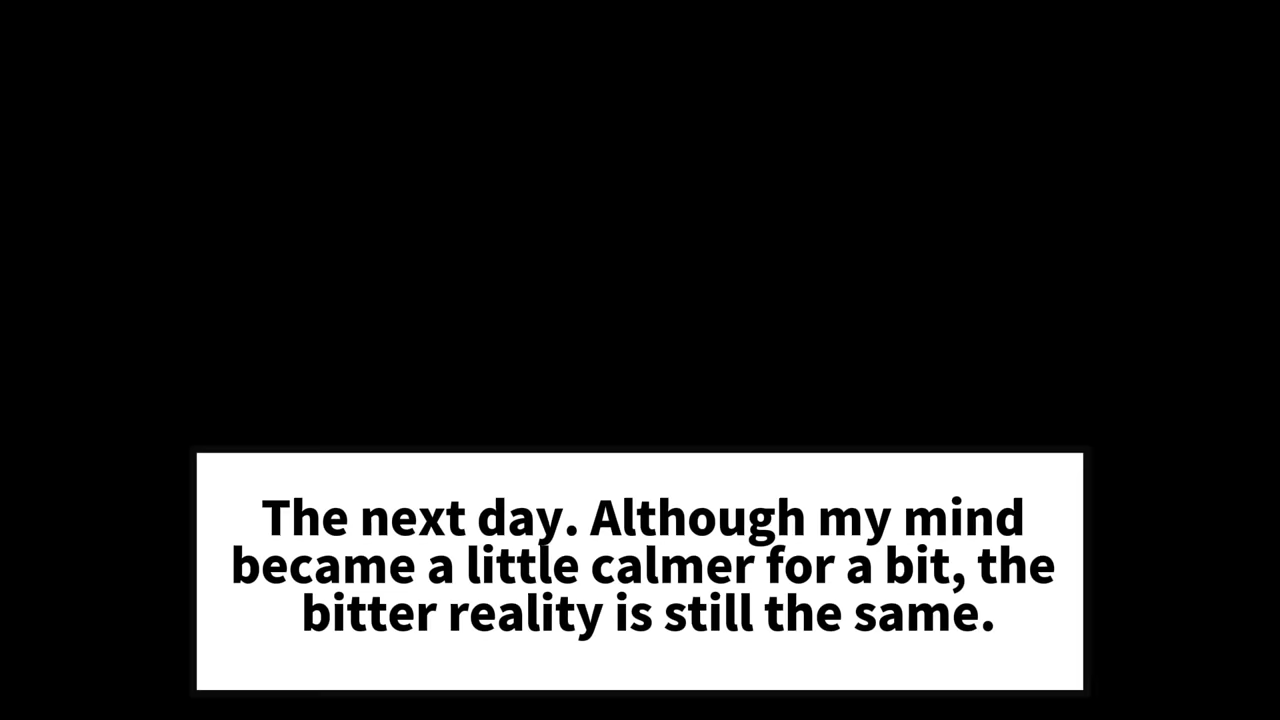 The next day. Although my mind
became a little calmer for a bit, the
bitter reality is still the same.